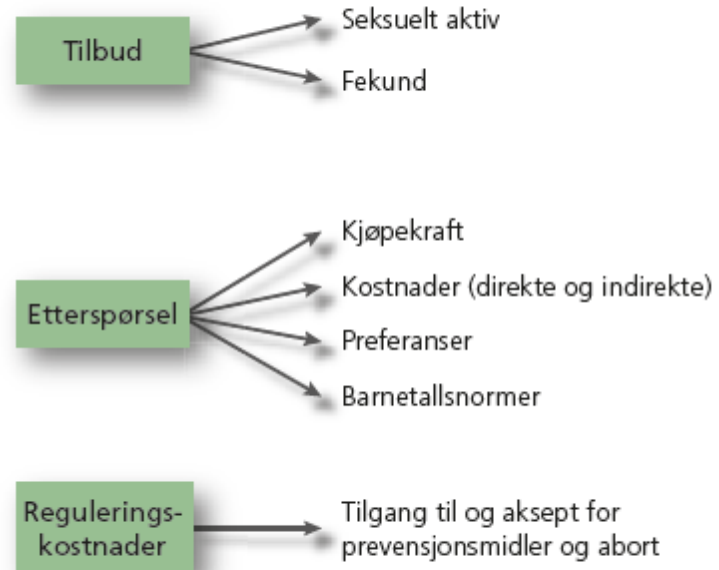 Tilbud
Seksuelt aktiv
Fekund
Etterspørsel
Kjøpekraft
Kostnader (direkte og indirekte)
Preferanser
Barnetallsnormer
Regulerings-
kostnader
Tilgang til og aksept for
prevensjonsmidler og abort